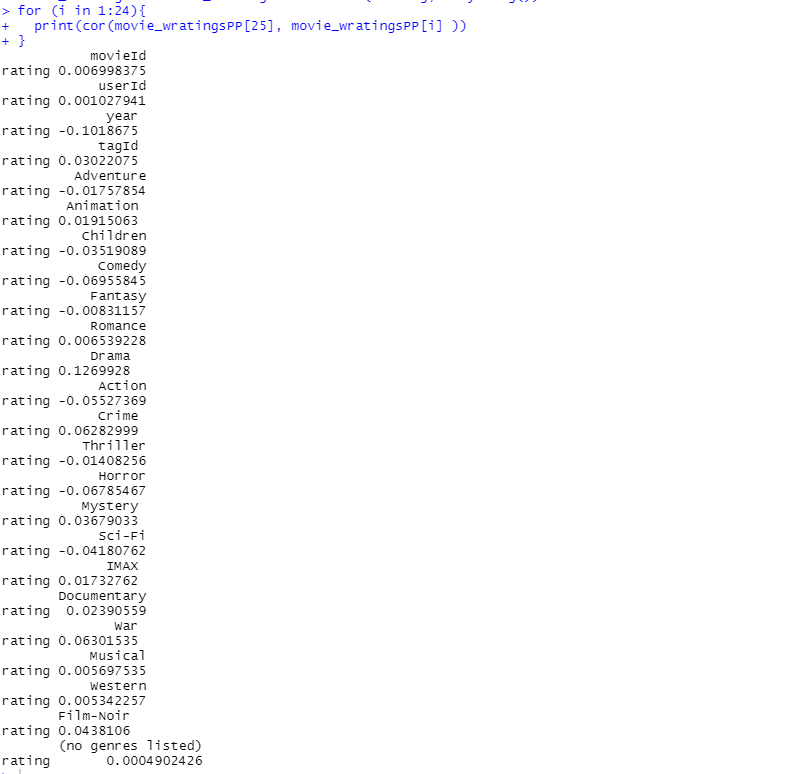 > for (i in 1:24){
+   print(cor(movie_wratingsPP[25], movie_wratingsPP[i] ))
+ }
movieId
rating 0.006998375
userId
rating 0.001027941
year
rating -0.1018675
tagId
rating 0.03022075
Adventure
rating -0.01757854
Animation
rating 0.01915063
Children
rating -0.03519089
Comedy
rating -0.06955845
Fantasy
rating -0.00831157
Romance
rating 0.006539228
Drama
rating 0.1269928
Action
rating -0.05527369
Crime
rating 0.06282999
Thriller
rating -0.01408256
Horror
rating -0.06785467
Mystery
rating 0.03679033
Sci-Fi
rating -0.04180762
IMAX
rating 0.01732762
Documentary
rating  0.02390559
War
rating 0.06301535
Musical
rating 0.005697535
Western
rating 0.005342257
Film-Noir
rating 0.0438106
(no genres listed)
rating       0.0004902426